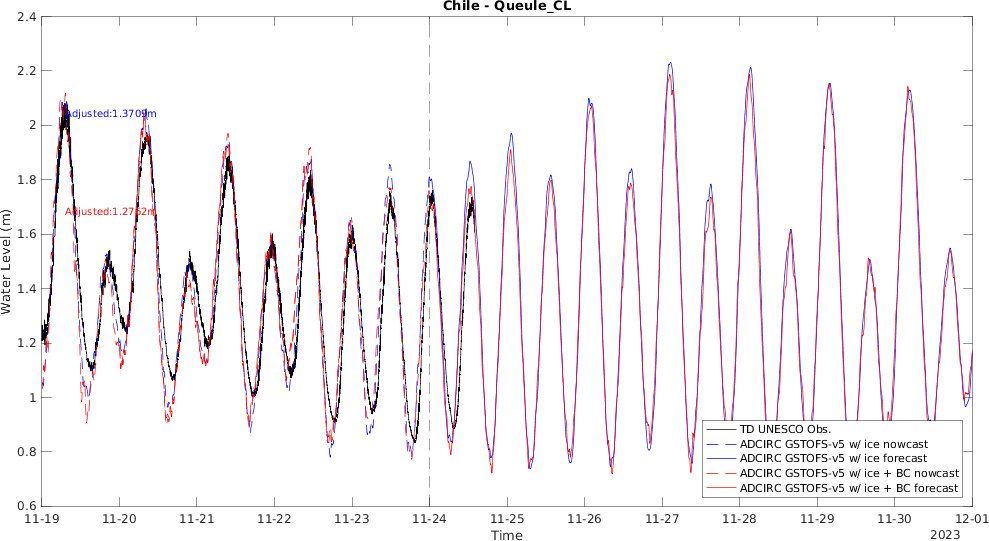 Chile - Queule_CL
Water Level (m)
2.4
2.2
2
1.8
1.6
1.4
1.2
1
0.8
0.6
Adjusted:1.3709m
Adjusted:1.2762m
TD UNESCO Obs.
ADCIRC GSTOFS-v5 w/ ice nowcast
ADCIRC GSTOFS-v5 w/ ice forecast
ADCIRC GSTOFS-v5 w/ ice + BC nowcast
ADCIRC GSTOFS-v5 w/ ice + BC forecast
11-19 11-20 11-21 11-22 11-23 11-24 11-25 11-26 11-27 11-28 11-29 11-30 12-01
Time
2023